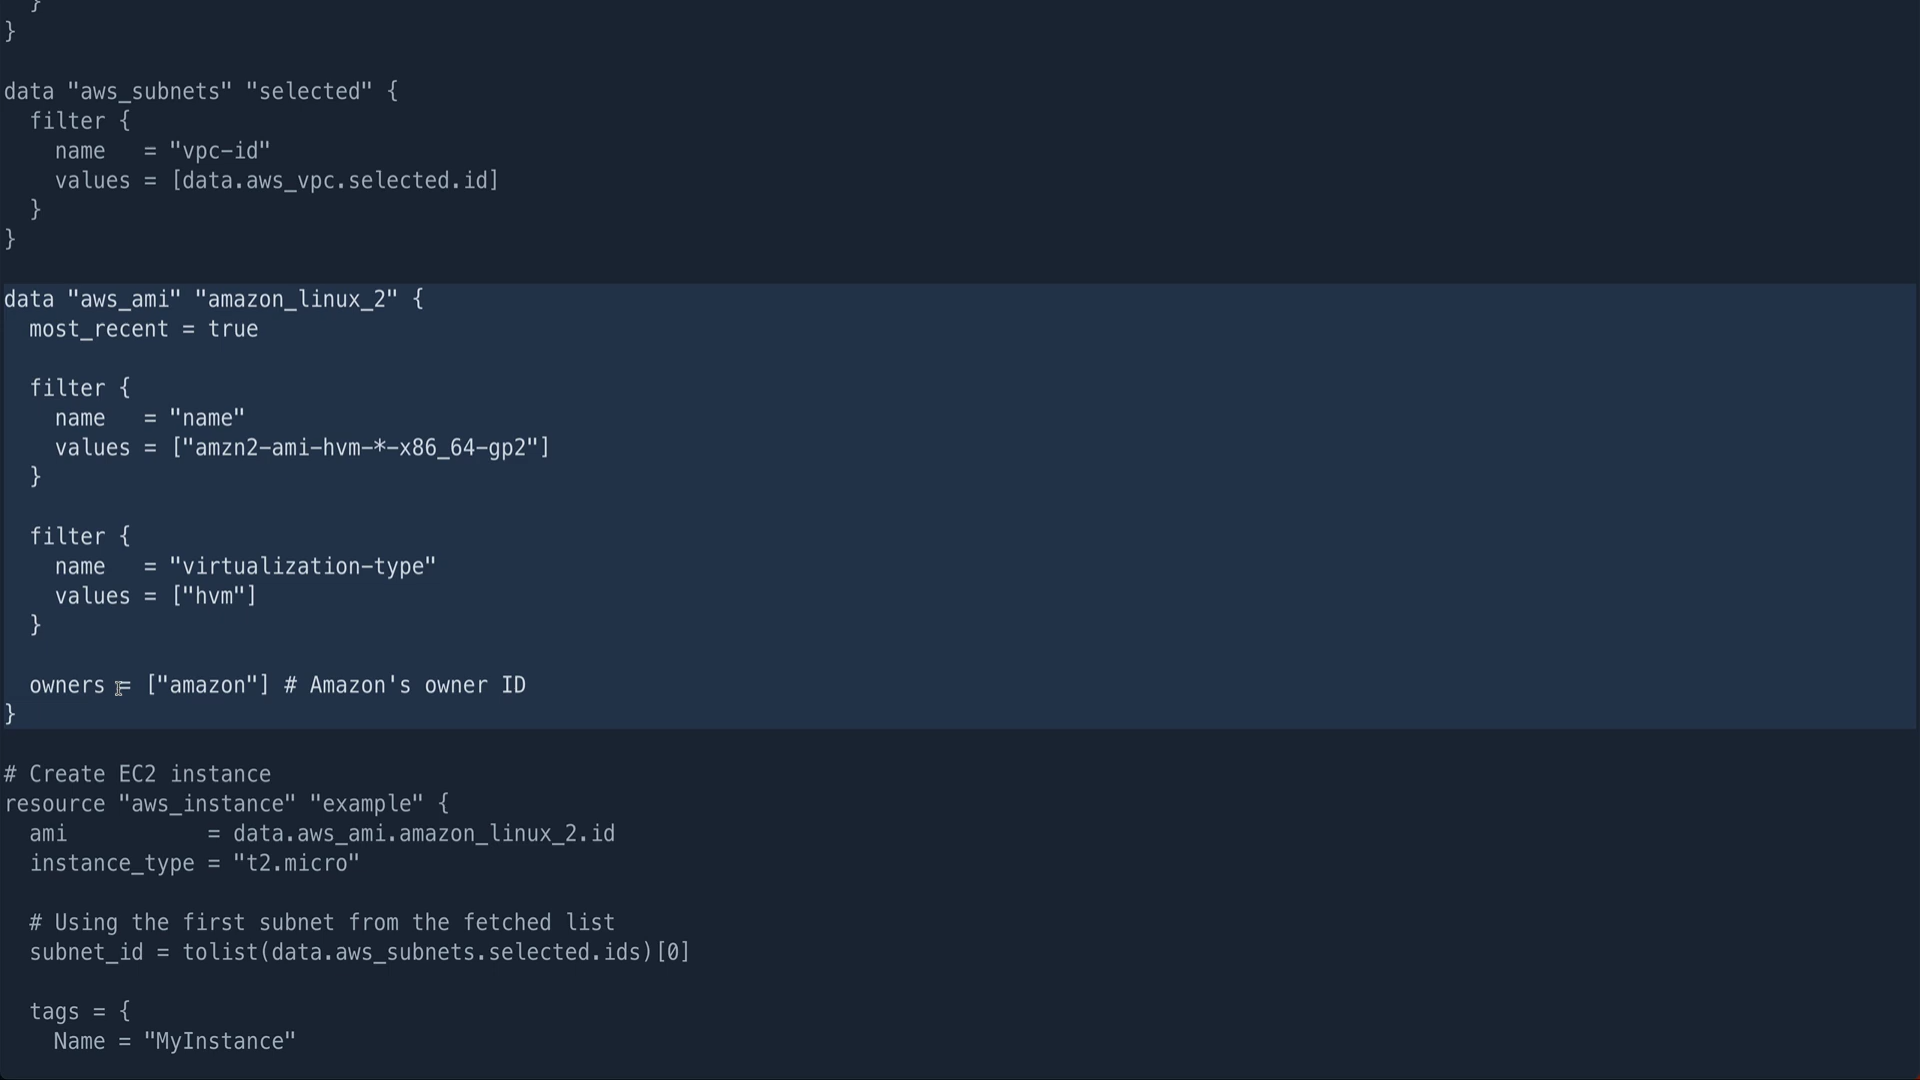 }
}
data "aws_subnets" "selected" {
  filter {
    name   = "vpc-id"
    values = [data.aws_vpc.selected.id]
  }
}
data "aws_ami" "amazon_linux_2" {
  most_recent = true
  filter {
    name   = "name"
    values = ["amzn2-ami-hvm-*-x86_64-gp2"]
  }
  filter {
    name   = "virtualization-type"
    values = ["hvm"]
  }
  owners = ["amazon"] # Amazon's owner ID
}
# Create EC2 instance
resource "aws_instance" "example" {
  ami           = data.aws_ami.amazon_linux_2.id
  instance_type = "t2.micro"
  # Using the first subnet from the fetched list
  subnet_id = tolist(data.aws_subnets.selected.ids)[0]
  tags = {
    Name = "MyInstance"